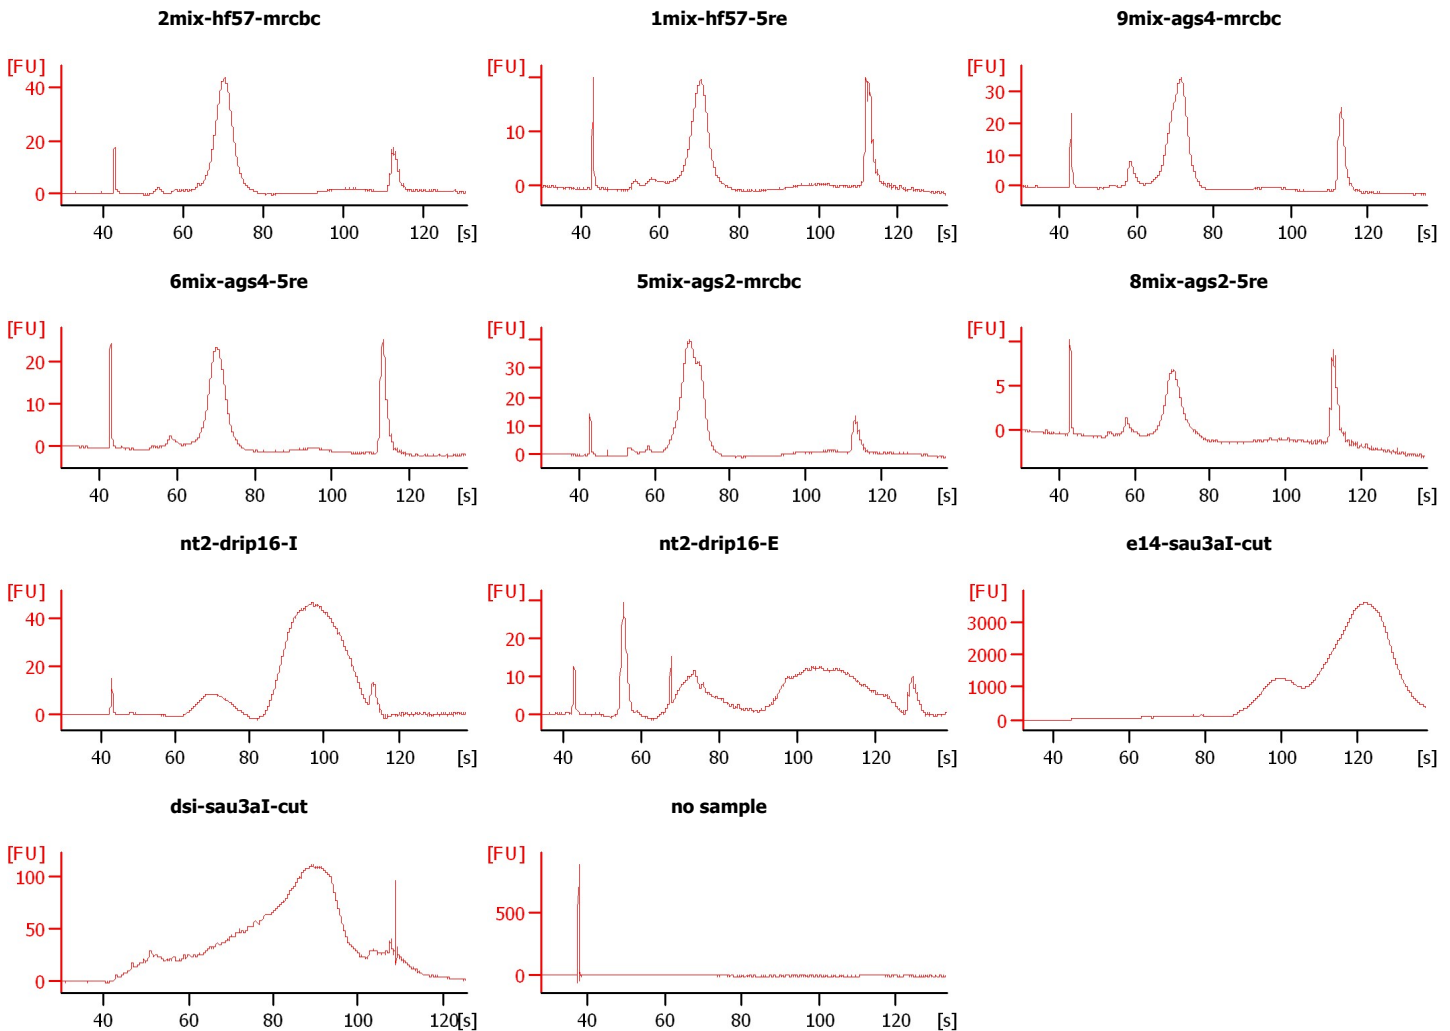 2mix-hf57-mrcbc
1mix-hf57-5re
9mix-ags4-mrcbc
[FU]
40
20
0
40 60 80 100 120 [s]
[FU]
10
0
40 60 80 100 120 [s]
[FU]
30
20
10
0
40 60 80 100 120 [s]
6mix-ags4-5re
5mix-ags2-mrcbc
8mix-ags2-5re
[FU]
20
10
0
40 60 80 100 120 [s]
[FU]
30
20
10
0
40 60 80 100 120 [s]
[FU]
5
0
40 60 80 100 120 [s]
nt2-drip16-I
nt2-drip16-E
e14-sau3aI-cut
[FU]
40
20
0
40 60 80 100 120 [s]
[FU]
20
10
0
40 60 80 100 120 [s]
[FU]
3000
2000
1000
0
40 60 80 100 120 [s]
dsi-sau3aI-cut
no sample
[FU]
100
50
0
40 60 80 100 120[s]
[FU]
500
0
40 60 80 100 120 [s]